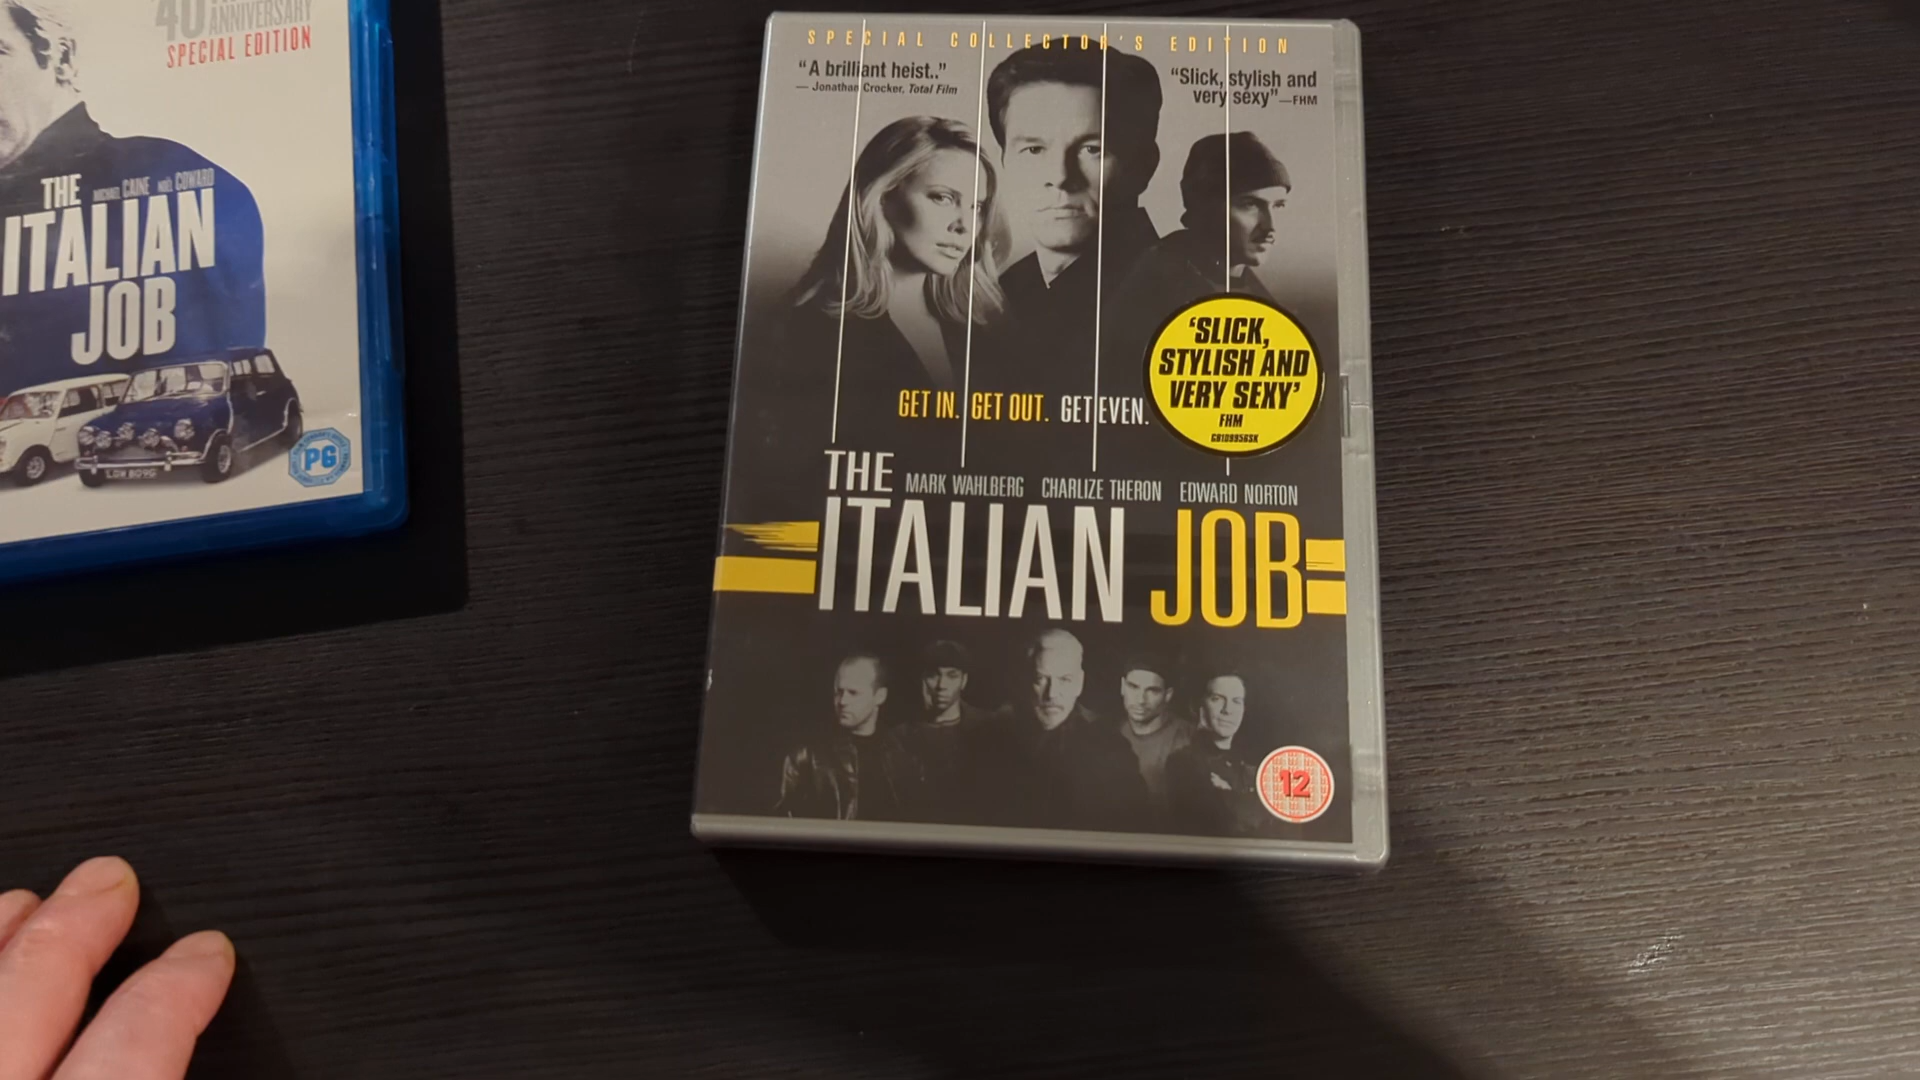 40
ANNIVERSARY
SPECIAL EDITION
THE MICHAEL CAINE NOËL COWARD
ITALIAN
JOB
LGW 809G
PG
SPECIAL COLLECTOR'S EDITION
"A brilliant heist.."
— Jonathan Crocker, Total Film
"Slick, stylish and
very sexy" —FHM
'SLICK,
STYLISH AND
VERY SEXY'
FHM
GET IN. GET OUT. GET EVEN.
THE MARK WAHLBERG CHARLIZE THERON EDWARD NORTON
ITALIAN JOB
12